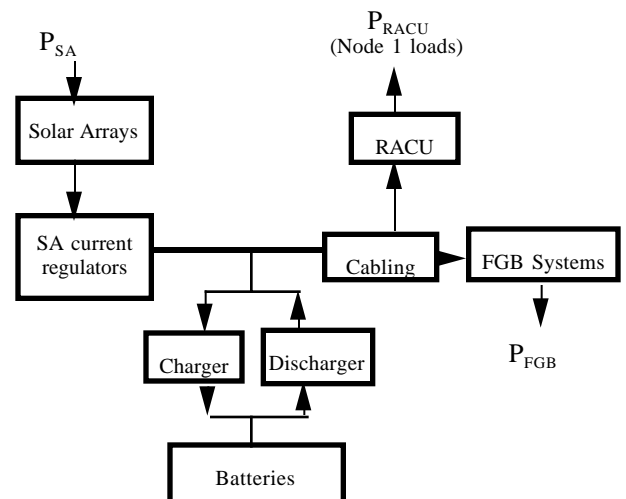 P_SA
P_RACU
(Node 1 loads)
Solar Arrays
RACU
SA current
regulators
Cabling
FGB Systems
Charger
Discharger
P_FGB
Batteries